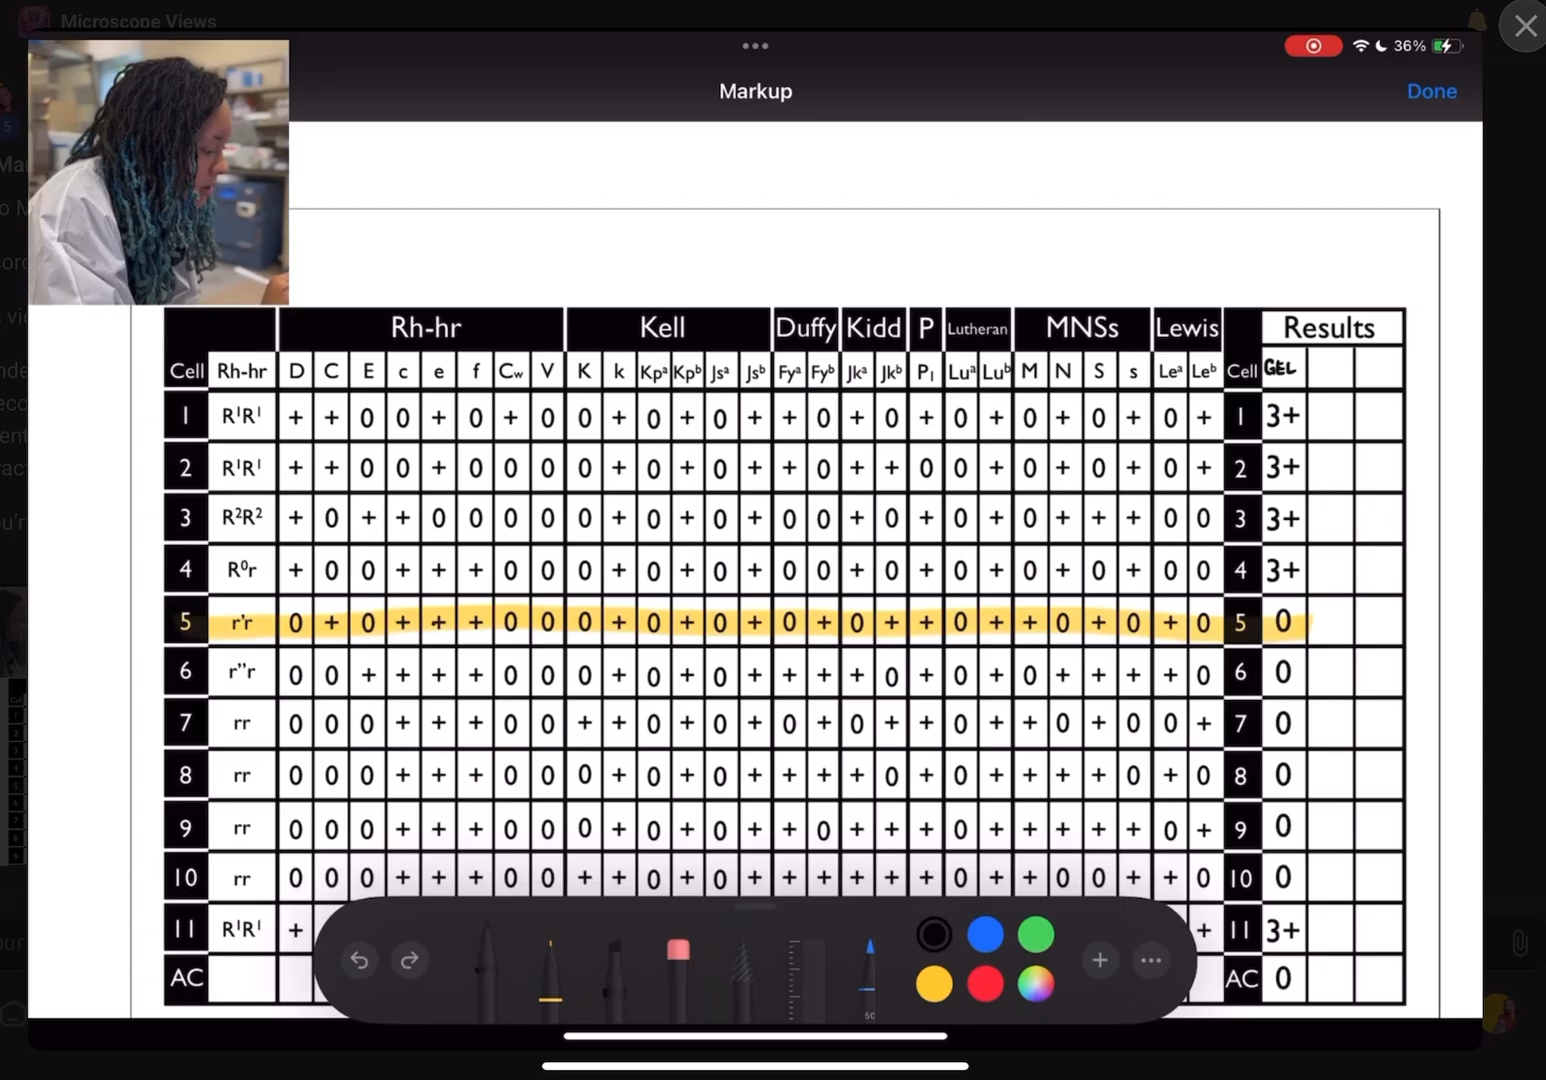 Microscope Views
36%
Markup
Done
Rh-hr Kell Duffy Kidd P Lutheran MNSs Lewis Results
Cell Rh-hr D C E c e f Cw V K k Kpᵃ Kpᵇ Jsᵃ Jsᵇ Fyᵃ Fyᵇ Jkᵃ Jkᵇ P₁ Luᵃ Luᵇ M N S s Leᵃ Leᵇ Cell GEL
1 R¹R¹ + + 0 0 + 0 + 0 0 + 0 + 0 + + 0 + 0 + 0 + 0 + 0 + 0 + 1 3+
2 R¹R¹ + + 0 0 + 0 0 0 0 + 0 + 0 + + 0 + + 0 0 + 0 + 0 + 0 + 2 3+
3 R²R² + 0 + + 0 0 0 0 0 + 0 + 0 + 0 0 + 0 + 0 + 0 + + + 0 0 3 3+
4 R⁰r + 0 0 + + + 0 0 0 + 0 + 0 + 0 0 + 0 + 0 + 0 + 0 + 0 0 4 3+
5 r'r 0 + 0 + + + 0 0 0 + 0 + 0 + 0 + 0 + + 0 + + 0 + 0 + 0 5 0
6 r"r 0 0 + + + + 0 0 0 + 0 + 0 + + + + 0 + 0 + 0 + + + + 0 6 0
7 rr 0 0 0 + + + 0 0 + + 0 + 0 + 0 + 0 + + 0 + + 0 + 0 0 + 7 0
8 rr 0 0 0 + + + 0 0 0 + 0 + 0 + + + + 0 + 0 + + + + 0 + 0 8 0
9 rr 0 0 0 + + + 0 0 0 + 0 + 0 + + 0 + + + 0 + + + + + 0 + 9 0
10 rr 0 0 0 + + + 0 0 + + 0 + 0 + + + + + + 0 + + 0 0 + + 0 10 0
11 R¹R¹ + + 11 3+
AC AC 0
50